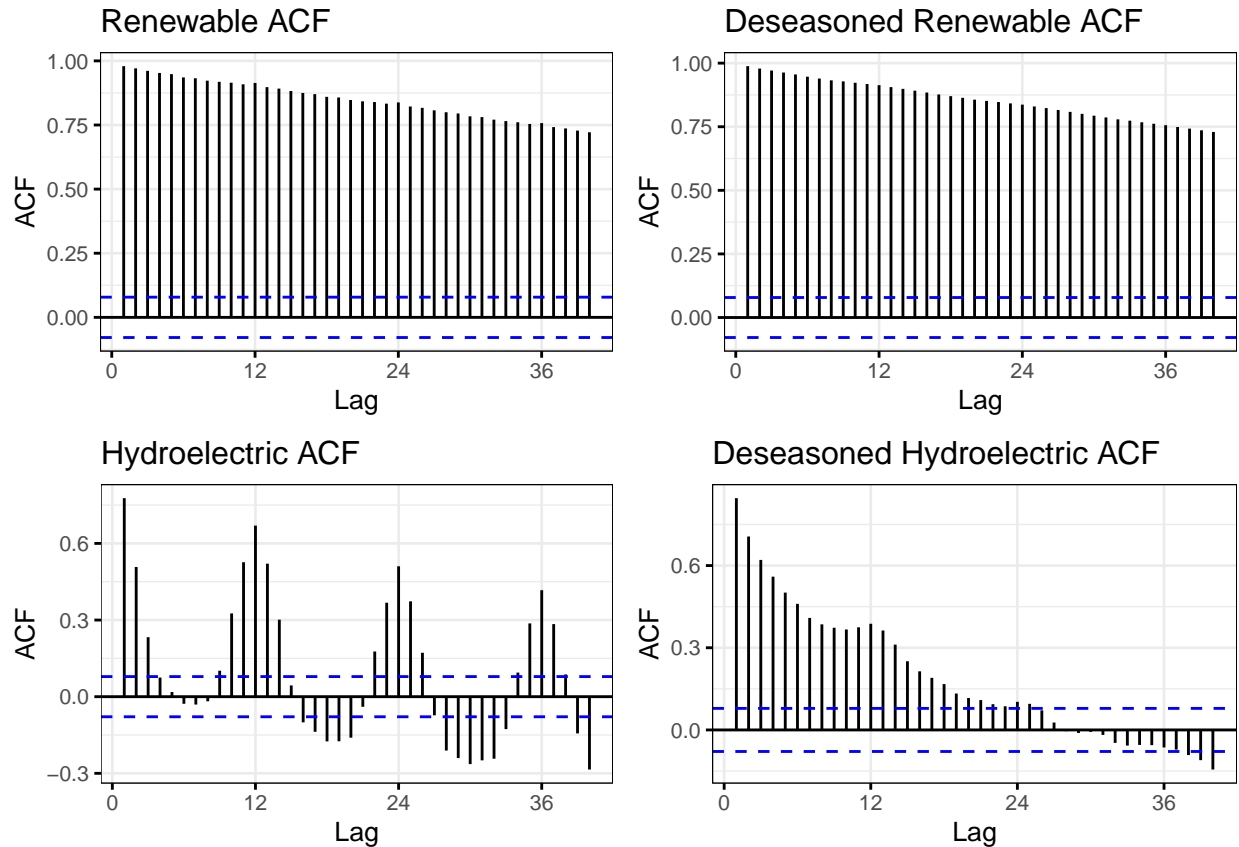 Renewable ACF
1.00
0.75
0.50
0.25
0.00
ACF
0
12
24
36
Lag
Deseasoned Renewable ACF
1.00
0.75
0.50
0.25
0.00
ACF
0
12
24
36
Lag
Hydroelectric ACF
0.6
0.3
0.0
−0.3
ACF
0
12
24
36
Lag
Deseasoned Hydroelectric ACF
0.6
0.3
0.0
ACF
0
12
24
36
Lag